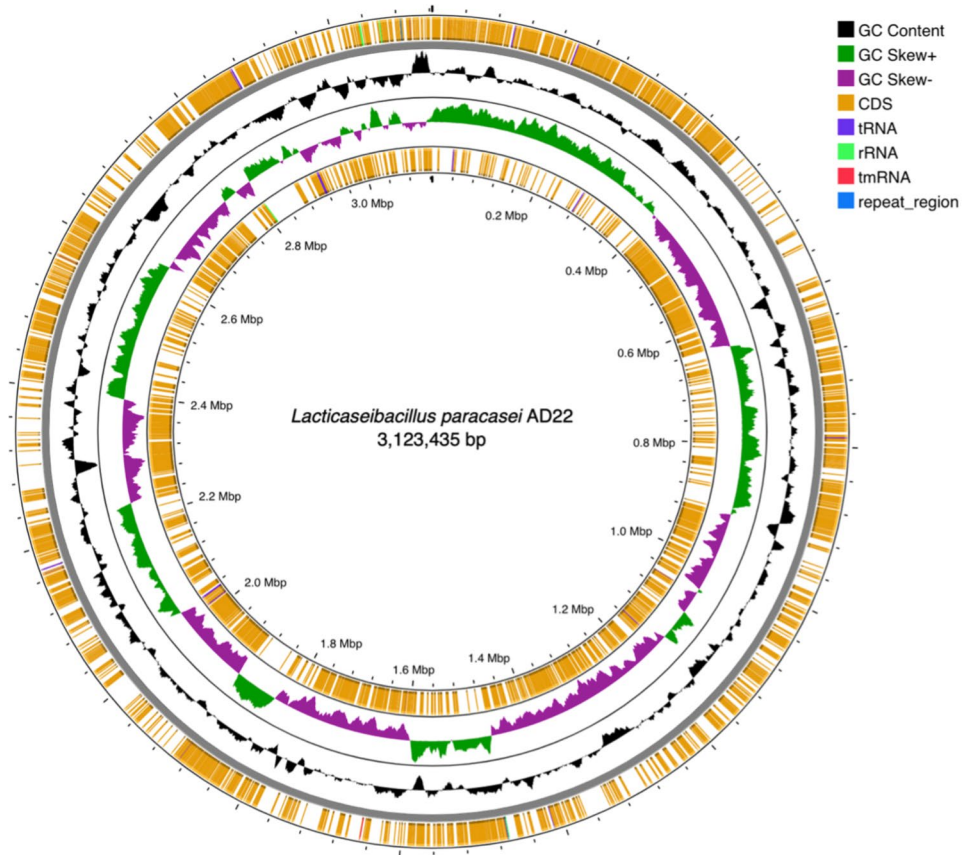 GC Content
GC Skew+
GC Skew-
CDS
tRNA
rRNA
tmRNA
repeat_region
3.0 Mbp
0.2 Mbp
2.8 Mbp
0.4 Mbp
2.6 Mbp
0.6 Mbp
2.4 Mbp
Lacticaseibacillus paracasei AD22
3,123,435 bp
0.8 Mbp
2.2 Mbp
1.0 Mbp
2.0 Mbp
1.2 Mbp
1.8 Mbp
1.4 Mbp
1.6 Mbp